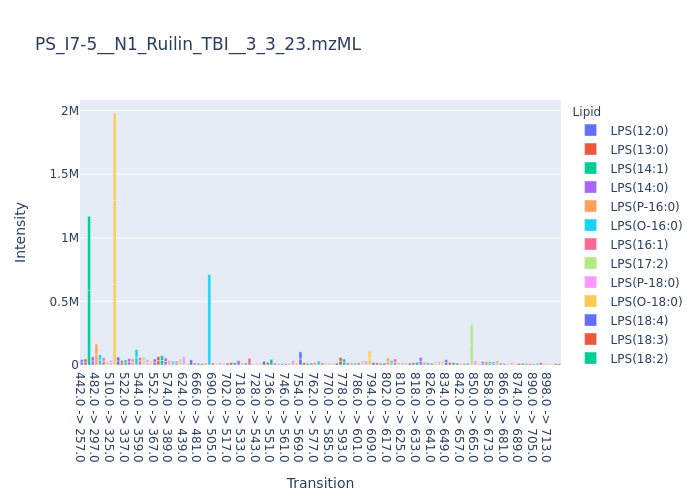 PS_I7-5__N1_Ruilin_TBI__3_3_23.mzML
Lipid
LPS(12:0)
LPS(13:0)
LPS(14:1)
LPS(14:0)
LPS(P-16:0)
LPS(O-16:0)
LPS(16:1)
LPS(17:2)
LPS(P-18:0)
LPS(O-18:0)
LPS(18:4)
LPS(18:3)
LPS(18:2)
Intensity
2M
1.5M
1M
0.5M
0
442.0 -> 257.0
482.0 -> 297.0
510.0 -> 325.0
522.0 -> 337.0
544.0 -> 359.0
552.0 -> 367.0
574.0 -> 389.0
624.0 -> 439.0
666.0 -> 481.0
690.0 -> 505.0
702.0 -> 517.0
718.0 -> 533.0
728.0 -> 543.0
736.0 -> 551.0
746.0 -> 561.0
754.0 -> 569.0
762.0 -> 577.0
770.0 -> 585.0
778.0 -> 593.0
786.0 -> 601.0
794.0 -> 609.0
802.0 -> 617.0
810.0 -> 625.0
818.0 -> 633.0
826.0 -> 641.0
834.0 -> 649.0
842.0 -> 657.0
850.0 -> 665.0
858.0 -> 673.0
866.0 -> 681.0
874.0 -> 689.0
890.0 -> 705.0
898.0 -> 713.0
Transition